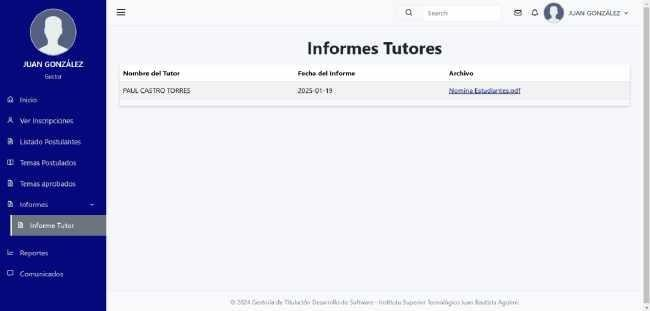 JUAN GONZÁLEZ
Gestor
Inicio
Ver Inscripciones
Listado Postulantes
Temas Postulados
Temas aprobados
Informes
Informe Tutor
Reportes
Comunicados
Search
JUAN GONZÁLEZ
Informes Tutores
Nombre del Tutor Fecha del Informe Archivo
PAUL CASTRO TORRES 2025-01-19 Nomina Estudiantes.pdf
© 2024 Gestoria de Titulación Desarrollo de Software - Instituto Superior Tecnológico Juan Bautista Aguirre